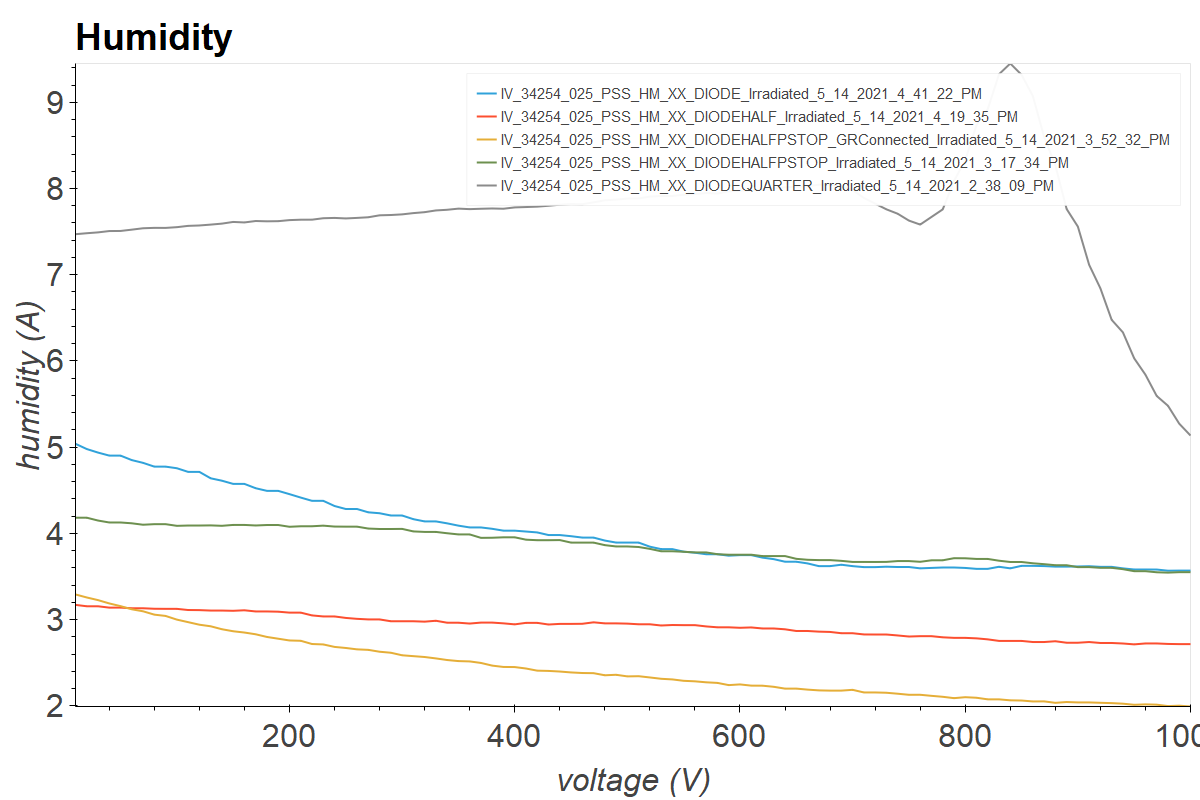 Humidity
IV_34254_025_PSS_HM_XX_DIODE_Irradiated_5_14_2021_4_41_22_PM
IV_34254_025_PSS_HM_XX_DIODEHALF_Irradiated_5_14_2021_4_19_35_PM
IV_34254_025_PSS_HM_XX_DIODEHALFPSTOP_GRConnected_Irradiated_5_14_2021_3_52_32_PM
IV_34254_025_PSS_HM_XX_DIODEHALFPSTOP_Irradiated_5_14_2021_3_17_34_PM
IV_34254_025_PSS_HM_XX_DIODEQUARTER_Irradiated_5_14_2021_2_38_09_PM
9
8
7
6
5
4
3
2
humidity (A)
200 400 600 800 100
voltage (V)